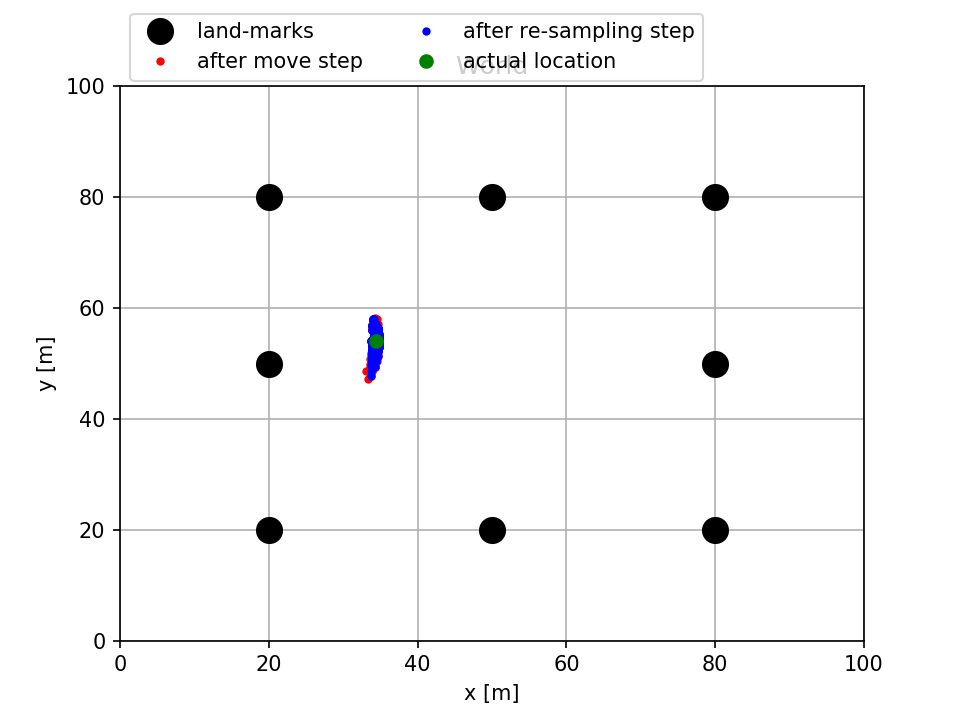 land-marks
after move step
after re-sampling step
actual location
World
100
80
60
40
20
0
0 20 40 60 80 100
y [m]
x [m]